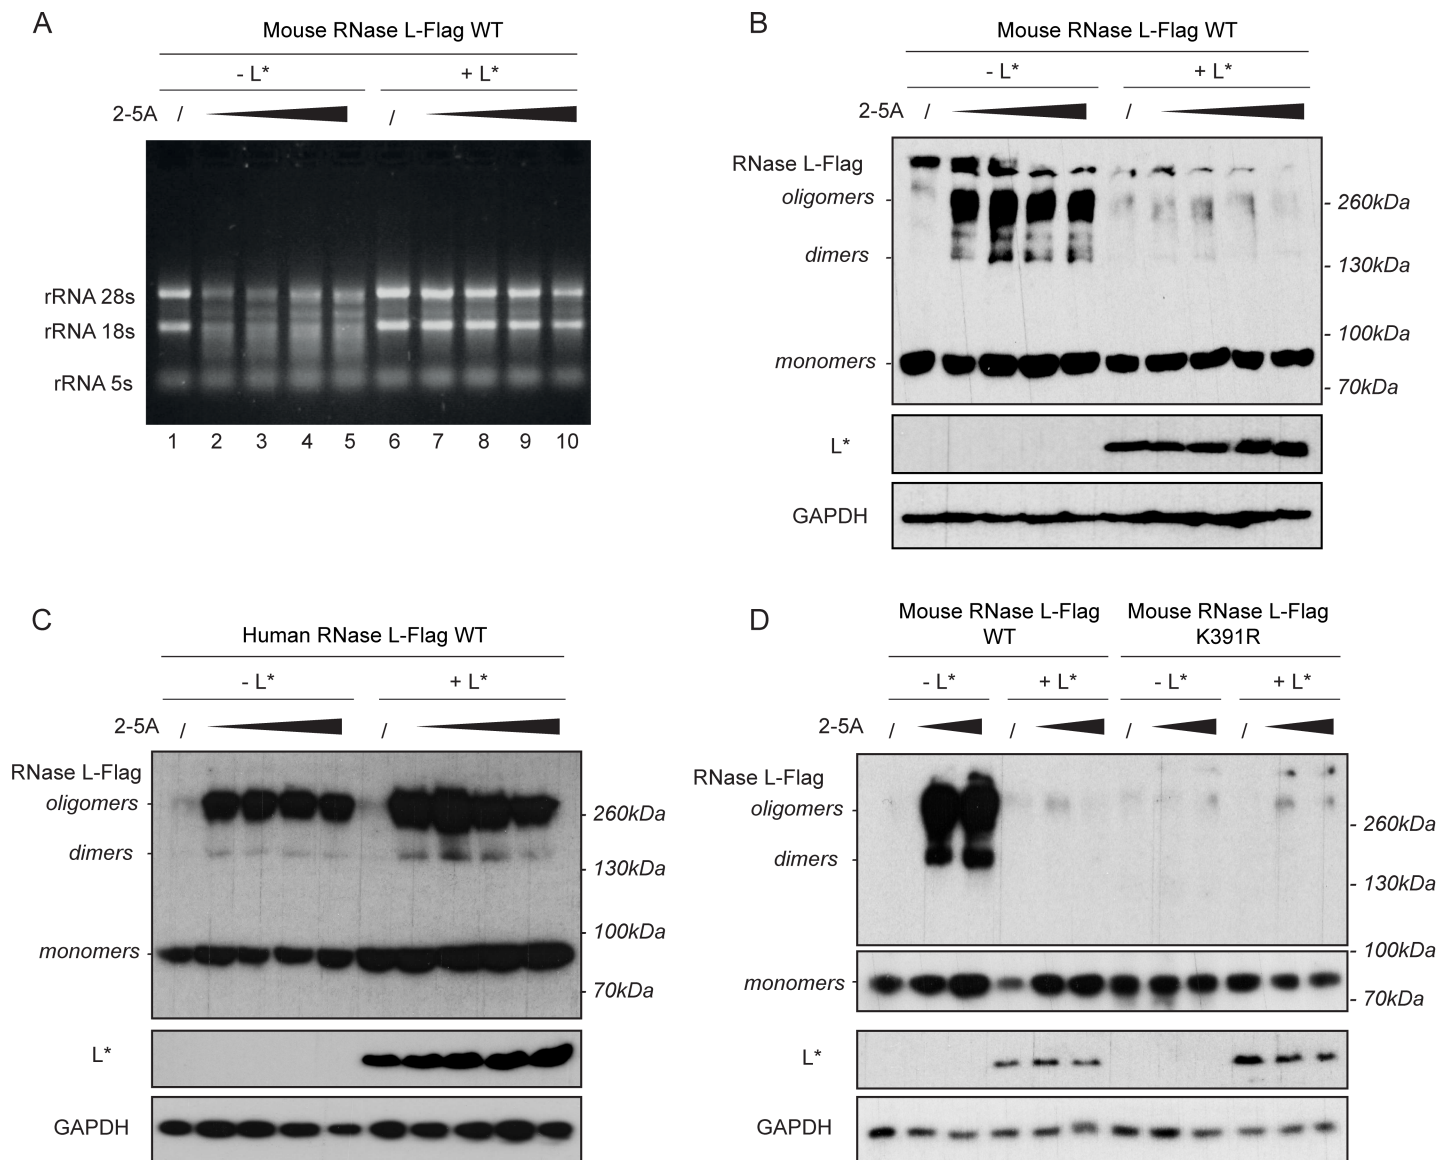 A
Mouse RNase L-Flag WT
- L*
+ L*
2-5A
/
/
rRNA 28s
rRNA 18s
rRNA 5s
1 2 3 4 5 6 7 8 9 10
B
Mouse RNase L-Flag WT
- L*
+ L*
2-5A
/
/
RNase L-Flag
oligomers
dimers
monomers
- 260kDa
- 130kDa
- 100kDa
- 70kDa
L*
GAPDH
C
Human RNase L-Flag WT
- L*
+ L*
2-5A
/
/
RNase L-Flag
oligomers
dimers
monomers
- 260kDa
- 130kDa
- 100kDa
- 70kDa
L*
GAPDH
D
Mouse RNase L-Flag
WT
Mouse RNase L-Flag
K391R
- L*
+ L*
- L*
+ L*
2-5A
/
/
/
/
RNase L-Flag
oligomers
dimers
monomers
- 260kDa
- 130kDa
- 100kDa
- 70kDa
L*
GAPDH